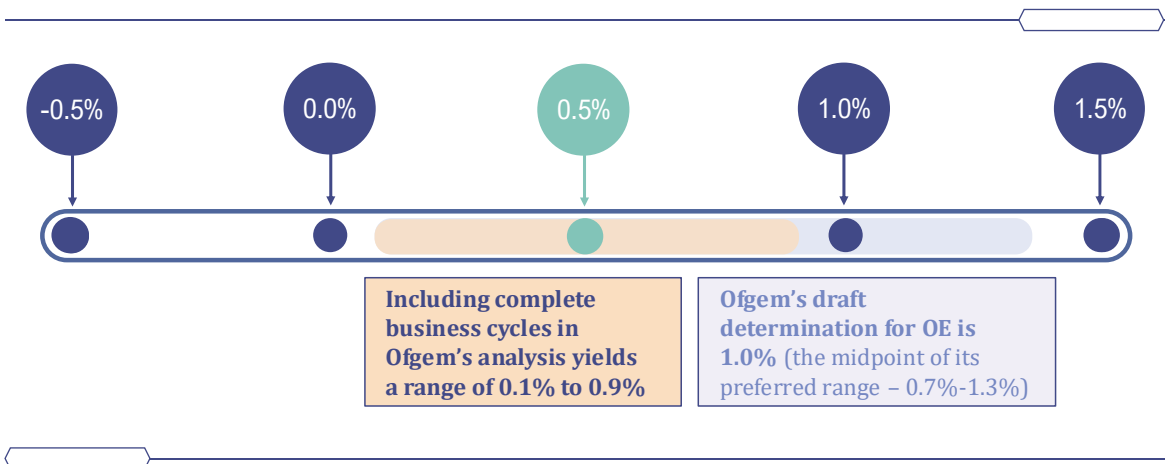 -0.5%
0.0%
0.5%
1.0%
1.5%
Including complete
business cycles in
Ofgem’s analysis yields
a range of 0.1% to 0.9%
Ofgem’s draft
determination for OE is
1.0% (the midpoint of its
preferred range – 0.7%-1.3%)